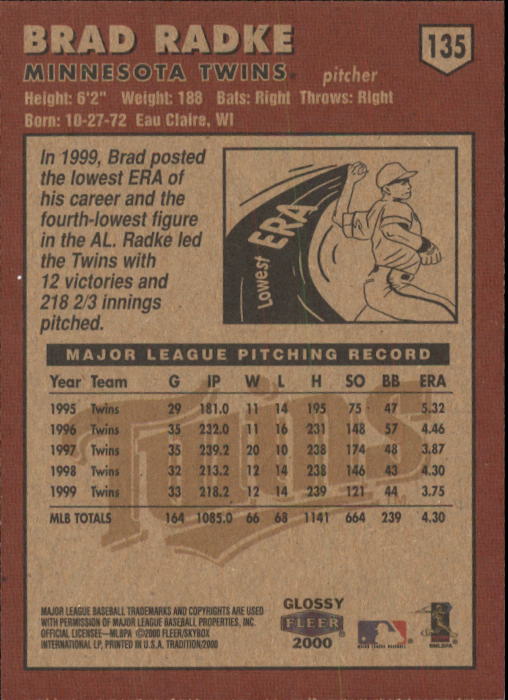 BRAD RADKE
135
MINNESOTA TWINS pitcher
Height: 6'2" Weight: 188 Bats: Right Throws: Right
Born: 10-27-72 Eau Claire, WI
In 1999, Brad posted
the lowest ERA of
his career and the
fourth-lowest figure
in the AL. Radke led
the Twins with
12 victories and
218 2/3 innings
pitched.
Lowest ERA
MAJOR LEAGUE PITCHING RECORD
Year Team G IP W L H SO BB ERA
1995 Twins 29 181.0 11 14 195 75 47 5.32
1996 Twins 35 232.0 11 16 231 148 57 4.46
1997 Twins 35 239.2 20 10 238 174 48 3.87
1998 Twins 32 213.2 12 14 238 146 43 4.30
1999 Twins 33 218.2 12 14 239 121 44 3.75
MLB TOTALS 164 1085.0 66 68 1141 664 239 4.30
Twins
MAJOR LEAGUE BASEBALL TRADEMARKS AND COPYRIGHTS ARE USED
WITH PERMISSION OF MAJOR LEAGUE BASEBALL PROPERTIES, INC.
OFFICIAL LICENSEE—MLBPA ©2000 FLEER/SKYBOX
INTERNATIONAL LP, PRINTED IN U.S.A. TRADITION/2000
GLOSSY
FLEER
2000
MAJOR LEAGUE BASEBALL
©MLBPA